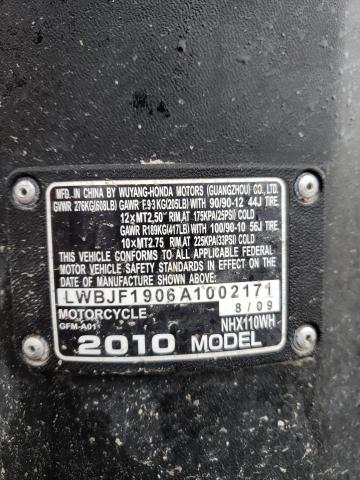 MFD. IN CHINA BY WUYANG-HONDA MOTORS (GUANGZHOU) CO., LTD.
GVWR 276KG(608LB) GAWR F.93KG(205LB) WITH 90/90-12 44J TIRE,
12×MT2,50" RIM, AT 175KPA(25PSI) COLD
GAWR R189KG(417LB) WITH 100/90-10 56J TIRE,
10×MT2.75 RIM, AT 225KPA(33PSI) COLD
THIS VEHICLE CONFORMS TO ALL APPLICABLE FEDERAL
MOTOR VEHICLE SAFETY STANDARDS IN EFFECT ON THE
DATE OF MANUFACTURE SHOWN ABOVE.
LWBJF1906A1002171
MOTORCYCLE 8/09
GFM-A01 NHX110WH
2010 MODEL